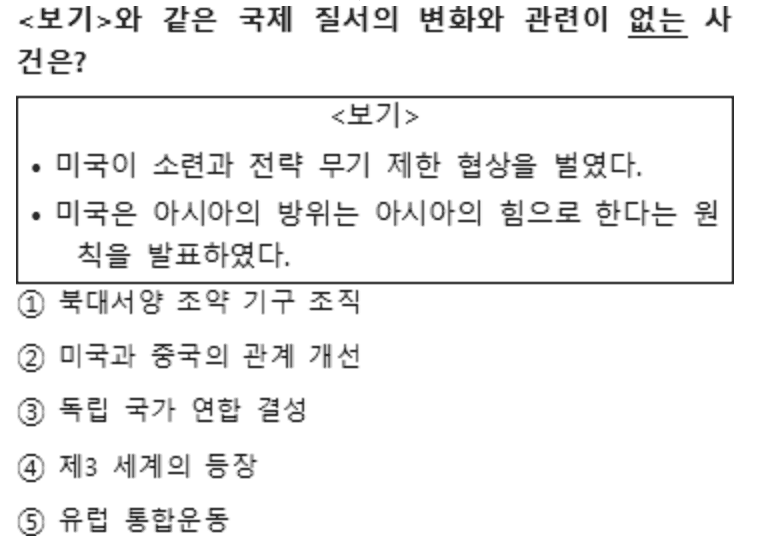 <보기>와 같은 국제 질서의 변화와 관련이 없는 사
건은?
<보기>
• 미국이 소련과 전략 무기 제한 협상을 벌였다.
• 미국은 아시아의 방위는 아시아의 힘으로 한다는 원
칙을 발표하였다.
① 북대서양 조약 기구 조직
② 미국과 중국의 관계 개선
③ 독립 국가 연합 결성
④ 제3 세계의 등장
⑤ 유럽 통합운동